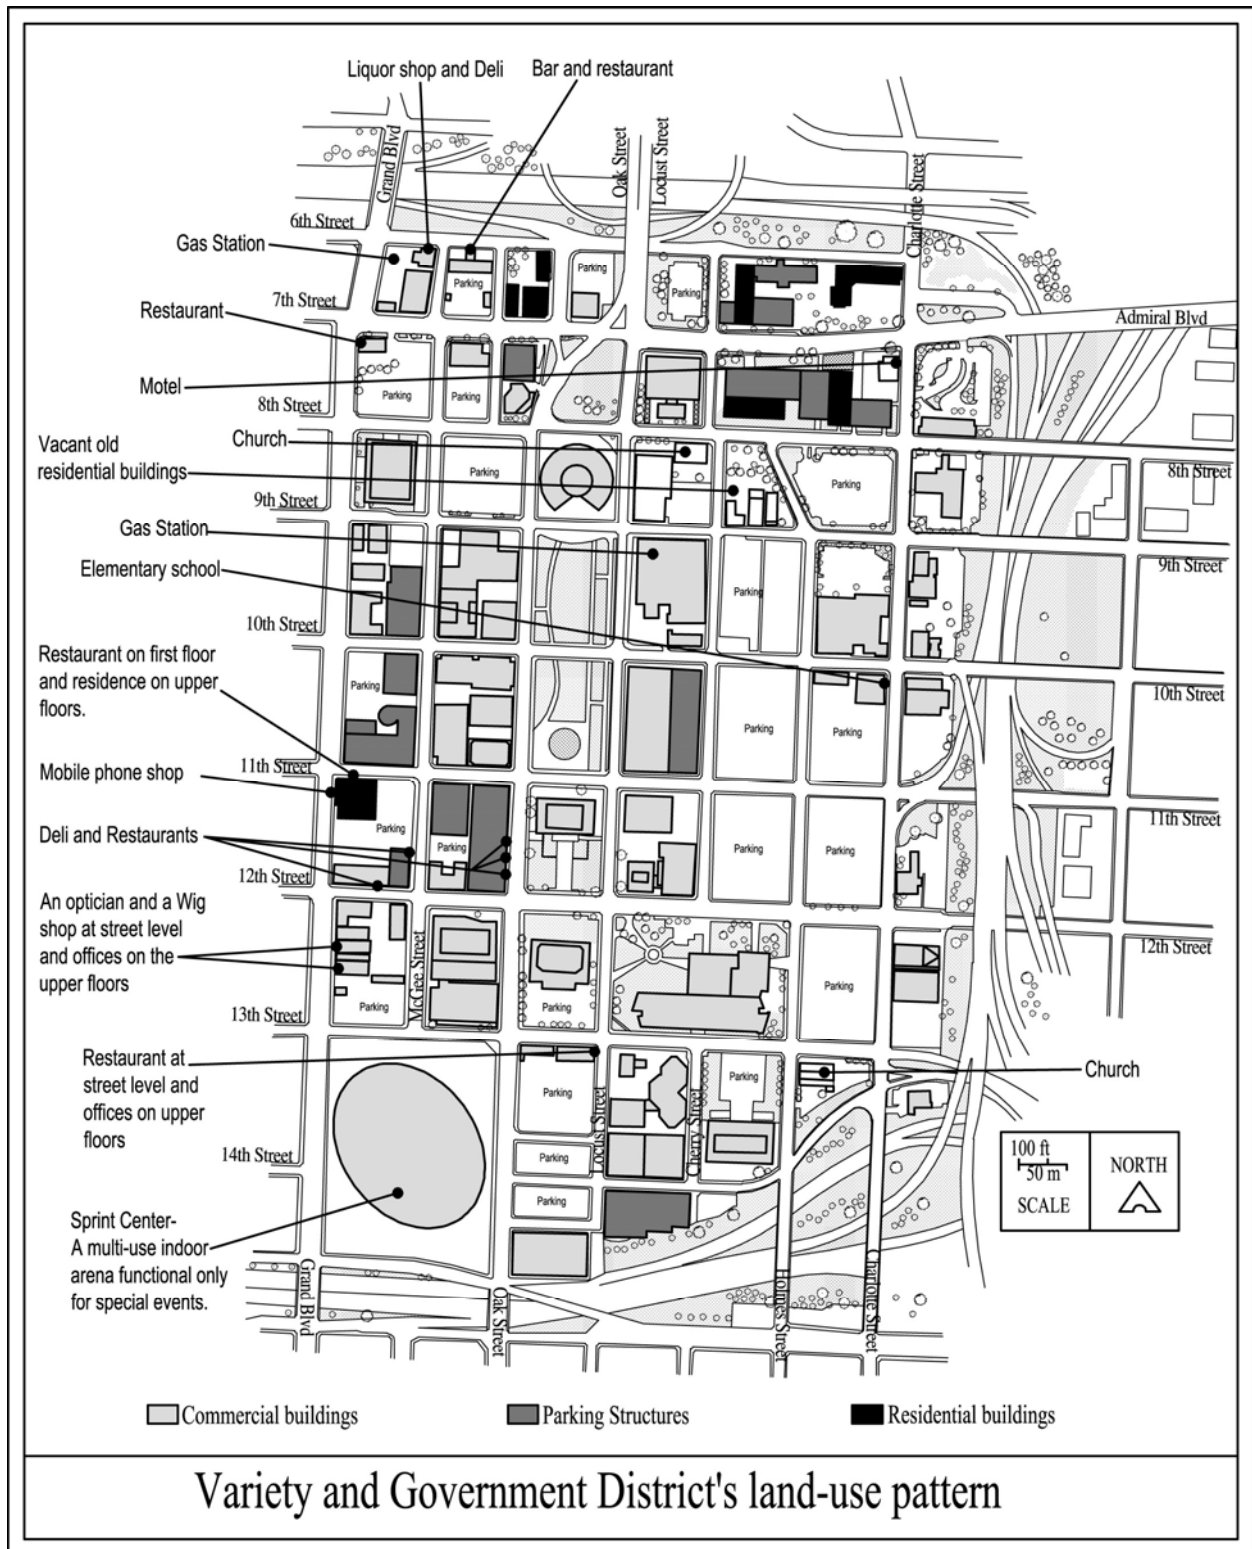 Liquor shop and Deli
Bar and restaurant
Grand Blvd
Oak Street
Locust Street
Charlotte Street
6th Street
Gas Station
Parking
Parking
Parking
7th Street
Restaurant
Admiral Blvd
Motel
Parking
Parking
8th Street
Church
Vacant old
residential buildings
Parking
Parking
8th Street
9th Street
Gas Station
9th Street
Elementary school
Parking
10th Street
Restaurant on first floor
and residence on upper
floors.
Parking
10th Street
Parking
Parking
11th Street
Mobile phone shop
11th Street
Parking
Deli and Restaurants
Parking
Parking
Parking
12th Street
An optician and a Wig
shop at street level
and offices on the
upper floors
McGee Street
12th Street
Parking
Parking
Parking
13th Street
Restaurant at
street level and
offices on upper
floors
Church
Parking
Parking
Locust Street
Cherry Street
14th Street
Parking
Parking
100 ft
50 m
SCALE
NORTH
Sprint Center-
A multi-use indoor
arena functional only
for special events.
Grand Blvd
Oak Street
Holmes Street
Charlotte Street
Commercial buildings
Parking Structures
Residential buildings
Variety and Government District's land-use pattern